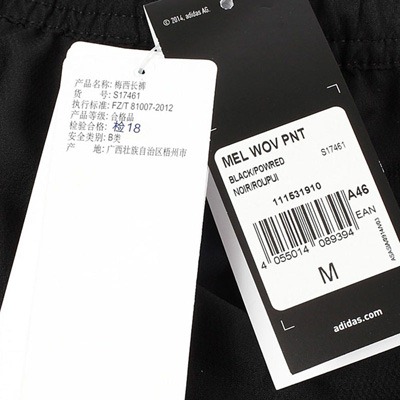 产品名称: 梅西长裤
货 号: S17461
执行标准: FZ/T 81007-2012
产品等级: 合格品
检验合格: 检18
安全类别: B类
产 地: 广西壮族自治区梧州市
© 2014, adidas AG.
MEL WOV PNT
S17461
BLACK/POWRED
NOIR/ROUPUI
111531910
A46
EAN
4 055014 089394
M
adidas.com